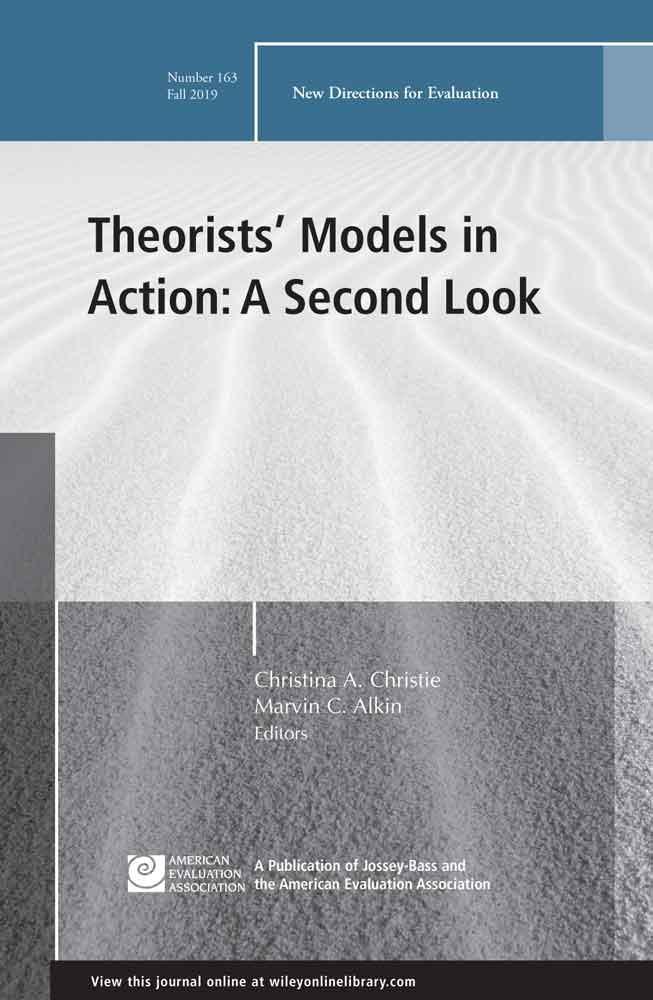 Number 163
Fall 2019
New Directions for Evaluation
Theorists’ Models in
Action: A Second Look
Christina A. Christie
Marvin C. Alkin
Editors
AMERICAN
EVALUATION
ASSOCIATION
A Publication of Jossey-Bass and
the American Evaluation Association
View this journal online at wileyonlinelibrary.com